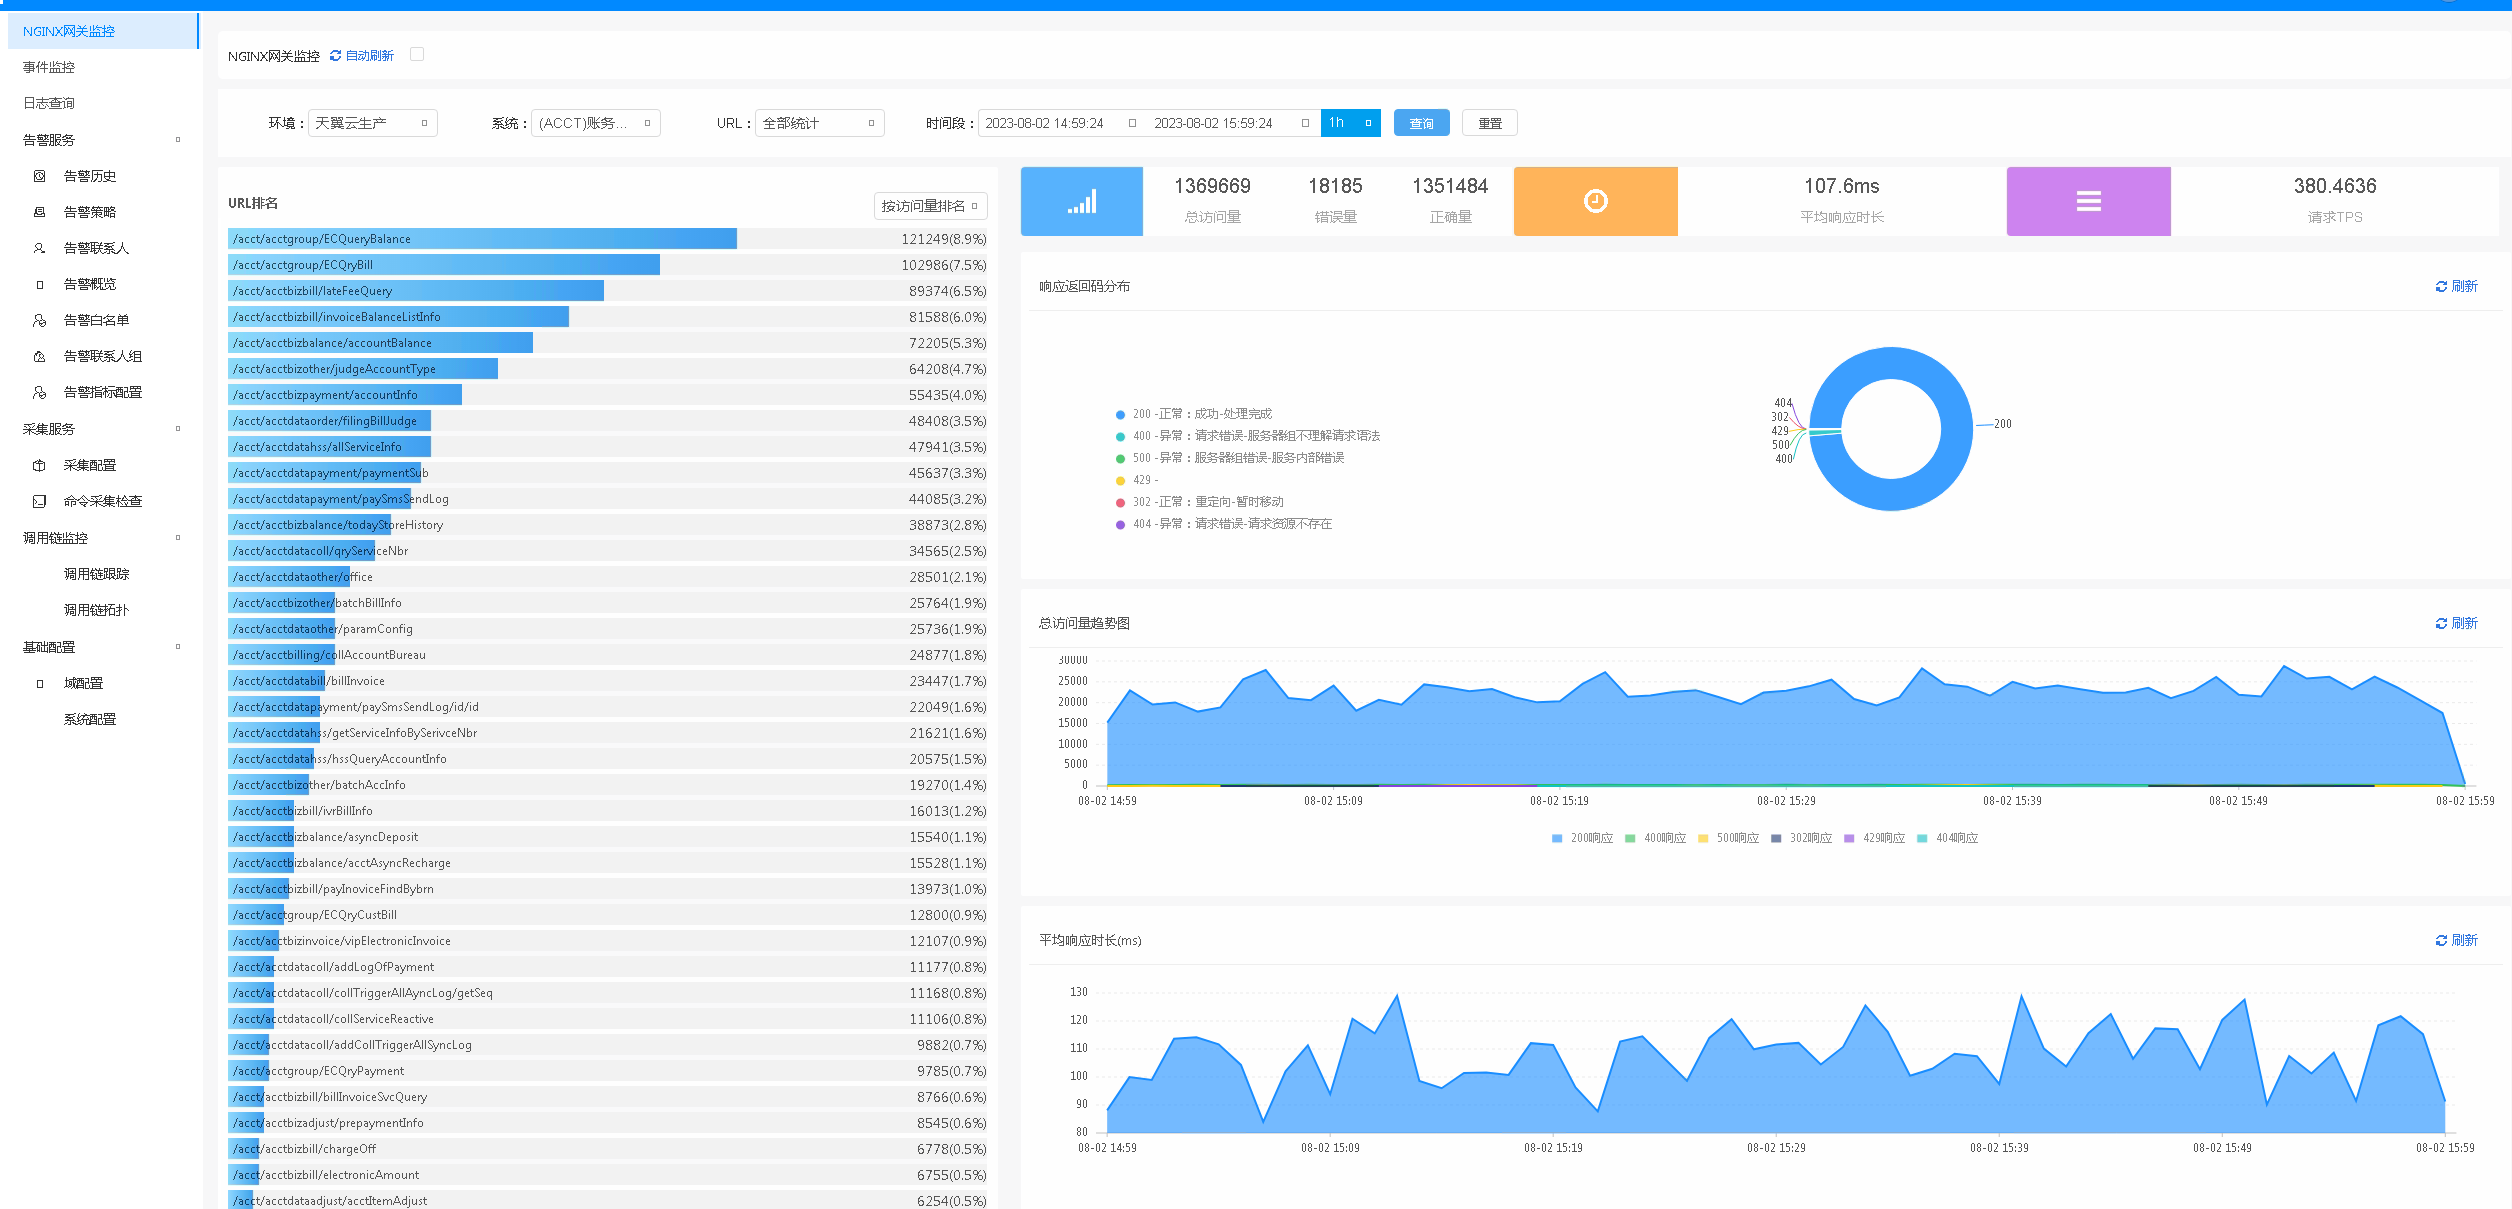 NGINX网关监控
事件监控
日志查询
告警服务
告警历史
告警策略
告警联系人
告警概览
告警白名单
告警联系人组
告警指标配置
采集服务
采集配置
命令采集检查
调用链监控
调用链跟踪
调用链拓扑
基础配置
域配置
系统配置
NGINX网关监控 自动刷新
环境： 天翼云生产 系统： (ACCT)账务... URL： 全部统计 时间段： 2023-08-02 14:59:24 2023-08-02 15:59:24 1h 查询 重置
URL排名
按访问量排名
/acct/acctgroup/ECQueryBalance 121249(8.9%)
/acct/acctgroup/ECQryBill 102986(7.5%)
/acct/acctbizbill/lateFeeQuery 89374(6.5%)
/acct/acctbizbill/invoiceBalanceListInfo 81588(6.0%)
/acct/acctbizbalance/accountBalance 72205(5.3%)
/acct/acctbizother/judgeAccountType 64208(4.7%)
/acct/acctbizpayment/accountInfo 55435(4.0%)
/acct/acctdataorder/filingBillJudge 48408(3.5%)
/acct/acctdatahss/allServiceInfo 47941(3.5%)
/acct/acctdatapayment/paymentSub 45637(3.3%)
/acct/acctdatapayment/paySmsSendLog 44085(3.2%)
/acct/acctbizbalance/todayStoreHistory 38873(2.8%)
/acct/acctdatacoll/qryServiceNbr 34565(2.5%)
/acct/acctdataother/office 28501(2.1%)
/acct/acctbizother/batchBillInfo 25764(1.9%)
/acct/acctdataother/paramConfig 25736(1.9%)
/acct/acctbilling/collAccountBureau 24877(1.8%)
/acct/acctdatabill/billInvoice 23447(1.7%)
/acct/acctdatapayment/paySmsSendLog/id/id 22049(1.6%)
/acct/acctdatahss/getServiceInfoBySerivceNbr 21621(1.6%)
/acct/acctdatahss/hssQueryAccountInfo 20575(1.5%)
/acct/acctbizother/batchAccInfo 19270(1.4%)
/acct/acctbizbill/ivrBillInfo 16013(1.2%)
/acct/acctbizbalance/asyncDeposit 15540(1.1%)
/acct/acctbizbalance/acctAsyncRecharge 15528(1.1%)
/acct/acctbizbill/payInoviceFindBybrn 13973(1.0%)
/acct/acctgroup/ECQryCustBill 12800(0.9%)
/acct/acctbizinvoice/vipElectronicInvoice 12107(0.9%)
/acct/acctdatacoll/addLogOfPayment 11177(0.8%)
/acct/acctdatacoll/collTriggerAllAyncLog/getSeq 11168(0.8%)
/acct/acctdatacoll/collServiceReactive 11106(0.8%)
/acct/acctdatacoll/addCollTriggerAllSyncLog 9882(0.7%)
/acct/acctgroup/ECQryPayment 9785(0.7%)
/acct/acctbizbill/billInvoiceSvcQuery 8766(0.6%)
/acct/acctbizadjust/prepaymentInfo 8545(0.6%)
/acct/acctbizbill/chargeOff 6778(0.5%)
/acct/acctbizbill/electronicAmount 6755(0.5%)
/acct/acctdataadjust/acctItemAdjust 6254(0.5%)
1369669 18185 1351484 107.6ms 380.4636
总访问量 错误量 正确量 平均响应时长 请求TPS
响应返回码分布 刷新
200 -正常：成功-处理完成
400 -异常：请求错误-服务器组不理解请求语法
500 -异常：服务器组错误-服务内部错误
429 -
302 -正常：重定向-暂时移动
404 -异常：请求错误-请求资源不存在
404
302
429
500
400
200
总访问量趋势图 刷新
30000
25000
20000
15000
10000
5000
0
08-02 14:59 08-02 15:09 08-02 15:19 08-02 15:29 08-02 15:39 08-02 15:49 08-02 15:59
200响应 400响应 500响应 302响应 429响应 404响应
平均响应时长(ms) 刷新
130
120
110
100
90
80
08-02 14:59 08-02 15:09 08-02 15:19 08-02 15:29 08-02 15:39 08-02 15:49 08-02 15:59